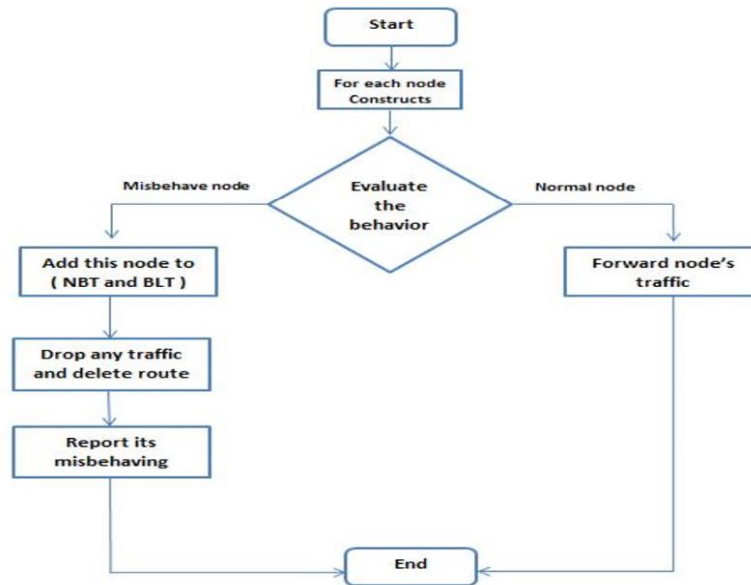 Start
For each node
Constructs
Misbehave node
Evaluate
the
behavior
Normal node
Add this node to
( NBT and BLT )
Forward node's
traffic
Drop any traffic
and delete route
Report its
misbehaving
End